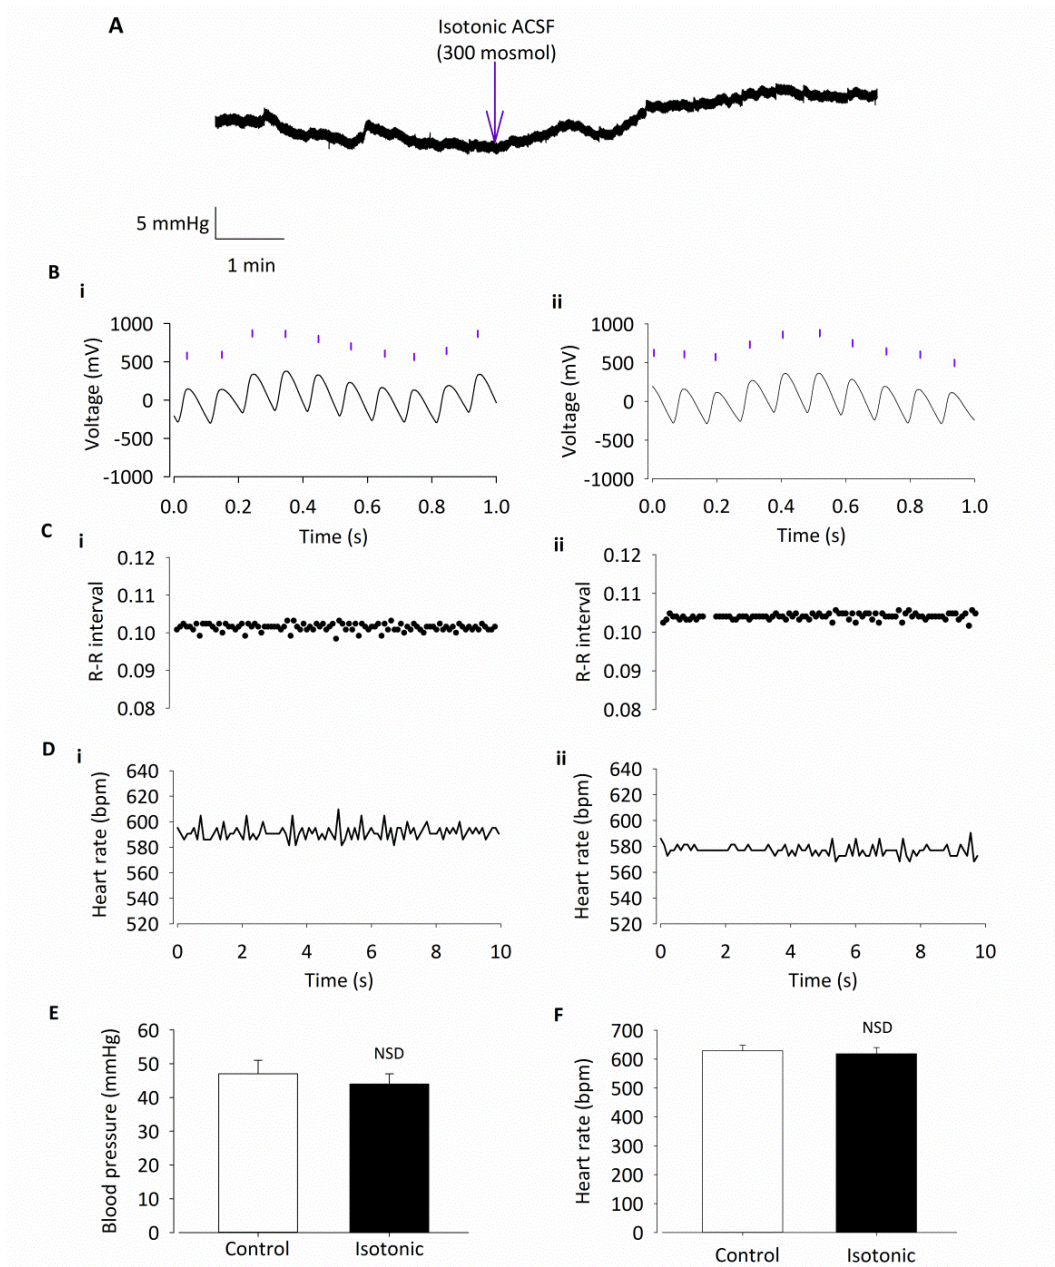 A
Isotonic ACSF
(300 mosmol)
5 mmHg
1 min
B
i
1000
500
0
-500
-1000
Voltage (mV)
0.0 0.2 0.4 0.6 0.8 1.0
Time (s)
ii
1000
500
0
-500
-1000
Voltage (mV)
0.0 0.2 0.4 0.6 0.8 1.0
Time (s)
C
i
0.12
0.11
0.10
0.09
0.08
R-R interval
ii
0.12
0.11
0.10
0.09
0.08
R-R interval
D
i
640
620
600
580
560
540
520
Heart rate (bpm)
0 2 4 6 8 10
Time (s)
ii
640
620
600
580
560
540
520
Heart rate (bpm)
0 2 4 6 8 10
Time (s)
E
60
50
40
30
20
10
0
Blood pressure (mmHg)
NSD
Control Isotonic
F
700
600
500
400
300
200
100
0
Heart rate (bpm)
NSD
Control Isotonic